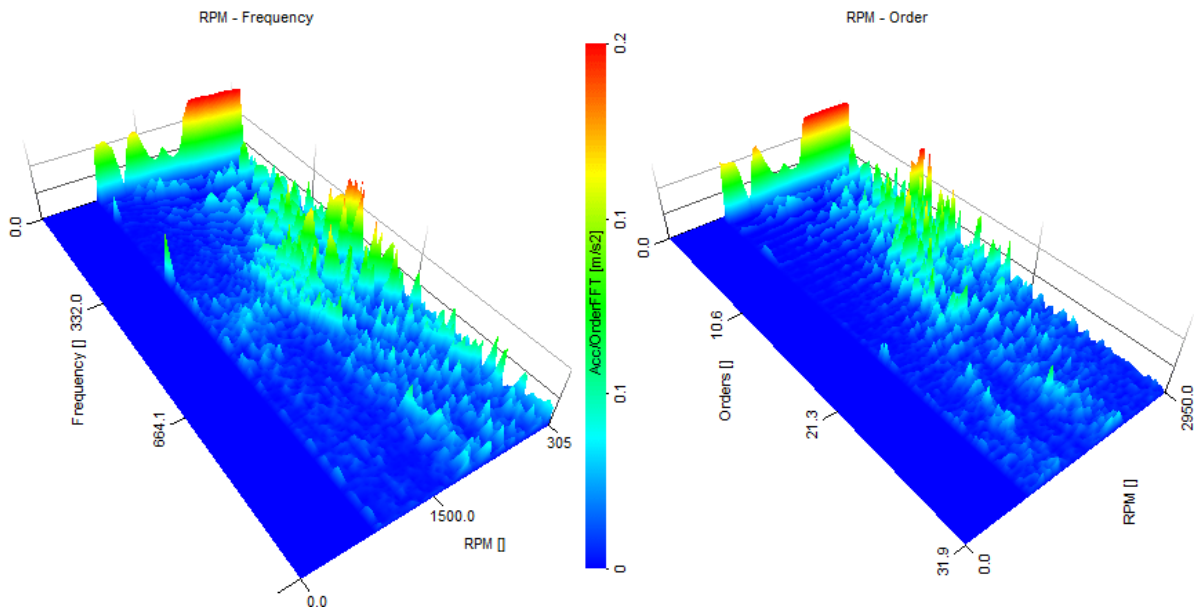 RPM - Frequency
RPM - Order
0.0
332.0
Frequency []
664.1
0.0
RPM []
1500.0
305
0.2
0.1
0.1
0
Acc/OrderFFT [m/s2]
0.0
10.6
Orders []
21.3
31.9
0.0
RPM []
2950.0